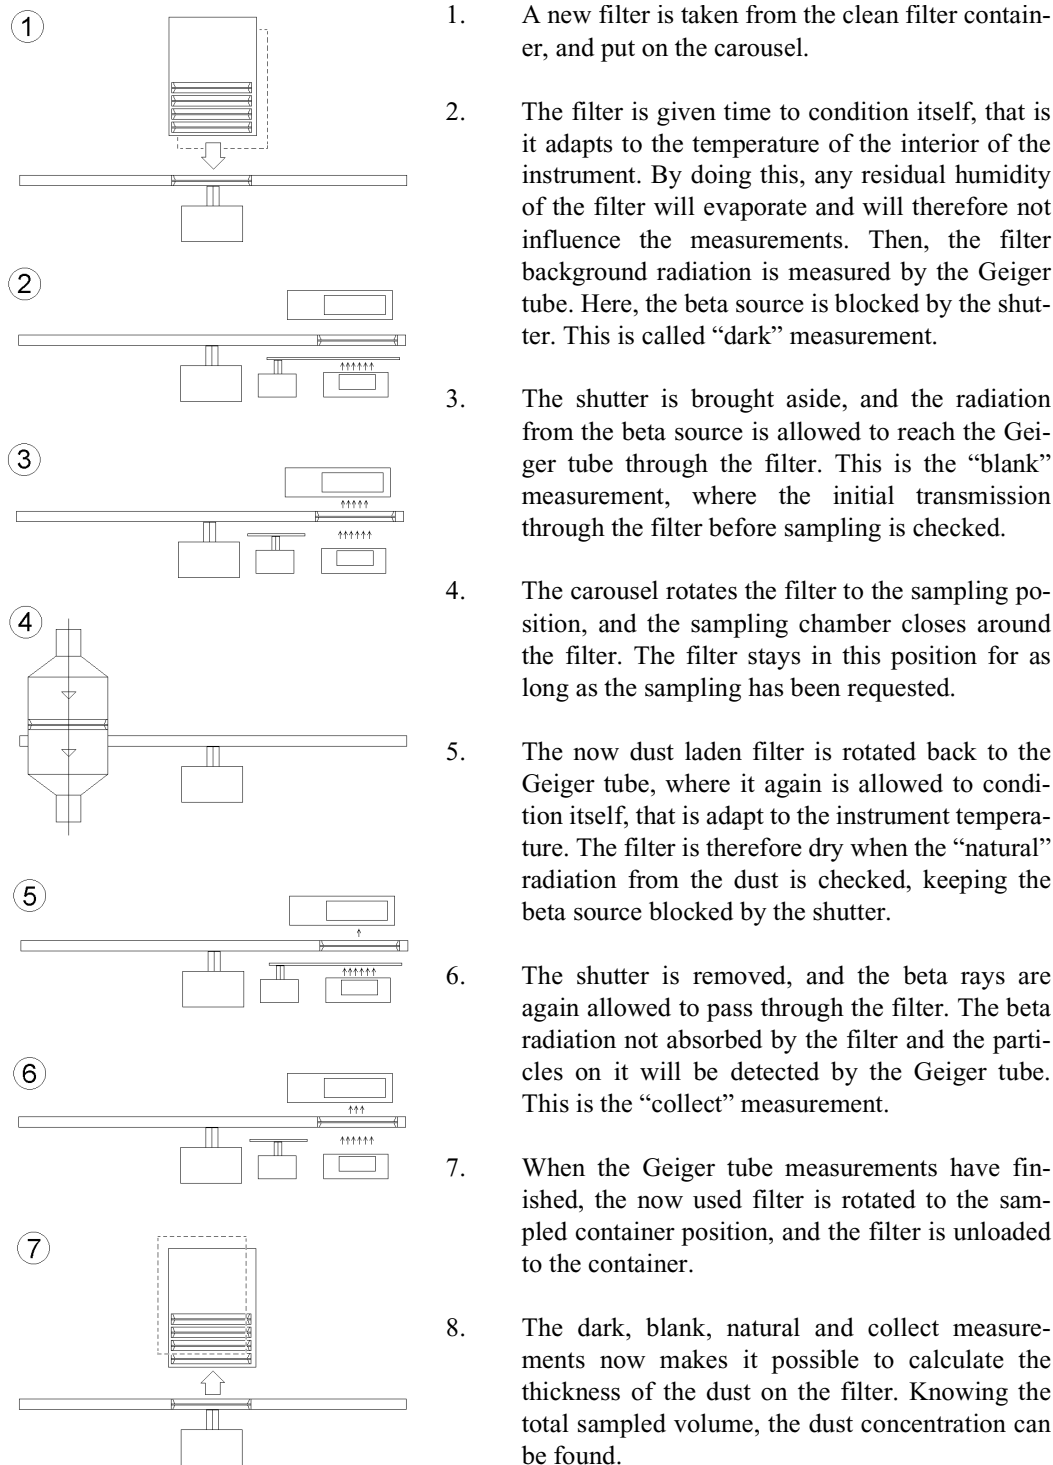 1
1. A new filter is taken from the clean filter contain-
er, and put on the carousel.
2. The filter is given time to condition itself, that is
it adapts to the temperature of the interior of the
instrument. By doing this, any residual humidity
of the filter will evaporate and will therefore not
influence the measurements. Then, the filter
background radiation is measured by the Geiger
tube. Here, the beta source is blocked by the shut-
ter. This is called “dark” measurement.
2
3. The shutter is brought aside, and the radiation
from the beta source is allowed to reach the Gei-
ger tube through the filter. This is the “blank”
measurement, where the initial transmission
through the filter before sampling is checked.
3
4. The carousel rotates the filter to the sampling po-
sition, and the sampling chamber closes around
the filter. The filter stays in this position for as
long as the sampling has been requested.
4
5. The now dust laden filter is rotated back to the
Geiger tube, where it again is allowed to condi-
tion itself, that is adapt to the instrument tempera-
ture. The filter is therefore dry when the “natural”
radiation from the dust is checked, keeping the
beta source blocked by the shutter.
5
6. The shutter is removed, and the beta rays are
again allowed to pass through the filter. The beta
radiation not absorbed by the filter and the parti-
cles on it will be detected by the Geiger tube.
This is the “collect” measurement.
6
7. When the Geiger tube measurements have fin-
ished, the now used filter is rotated to the sam-
pled container position, and the filter is unloaded
to the container.
7
8. The dark, blank, natural and collect measure-
ments now makes it possible to calculate the
thickness of the dust on the filter. Knowing the
total sampled volume, the dust concentration can
be found.